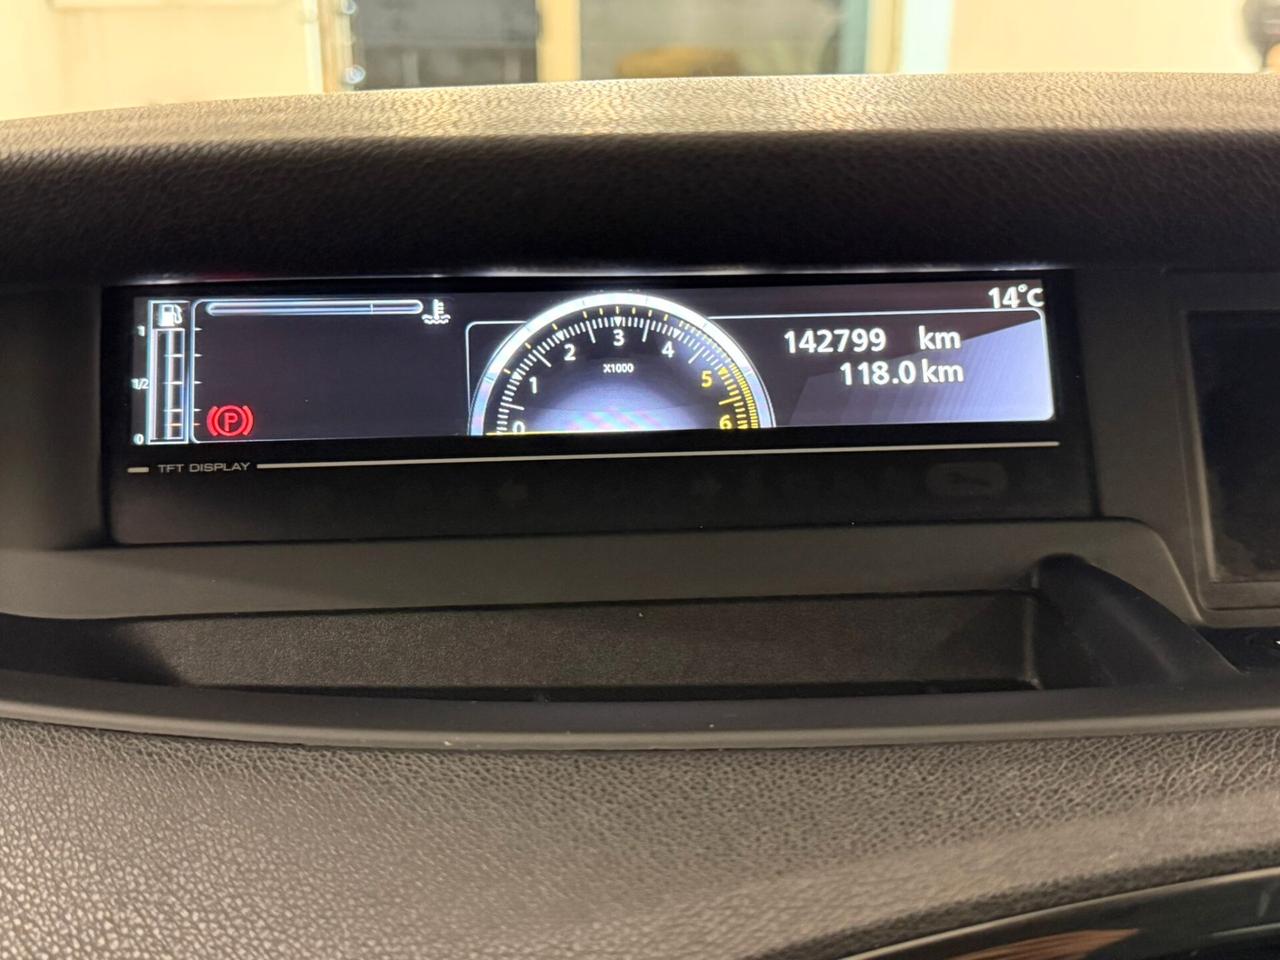 14°C
142799 km
118.0 km
1
1/2
0
P
0 1 2 3 4 5 6
X1000
TFT DISPLAY